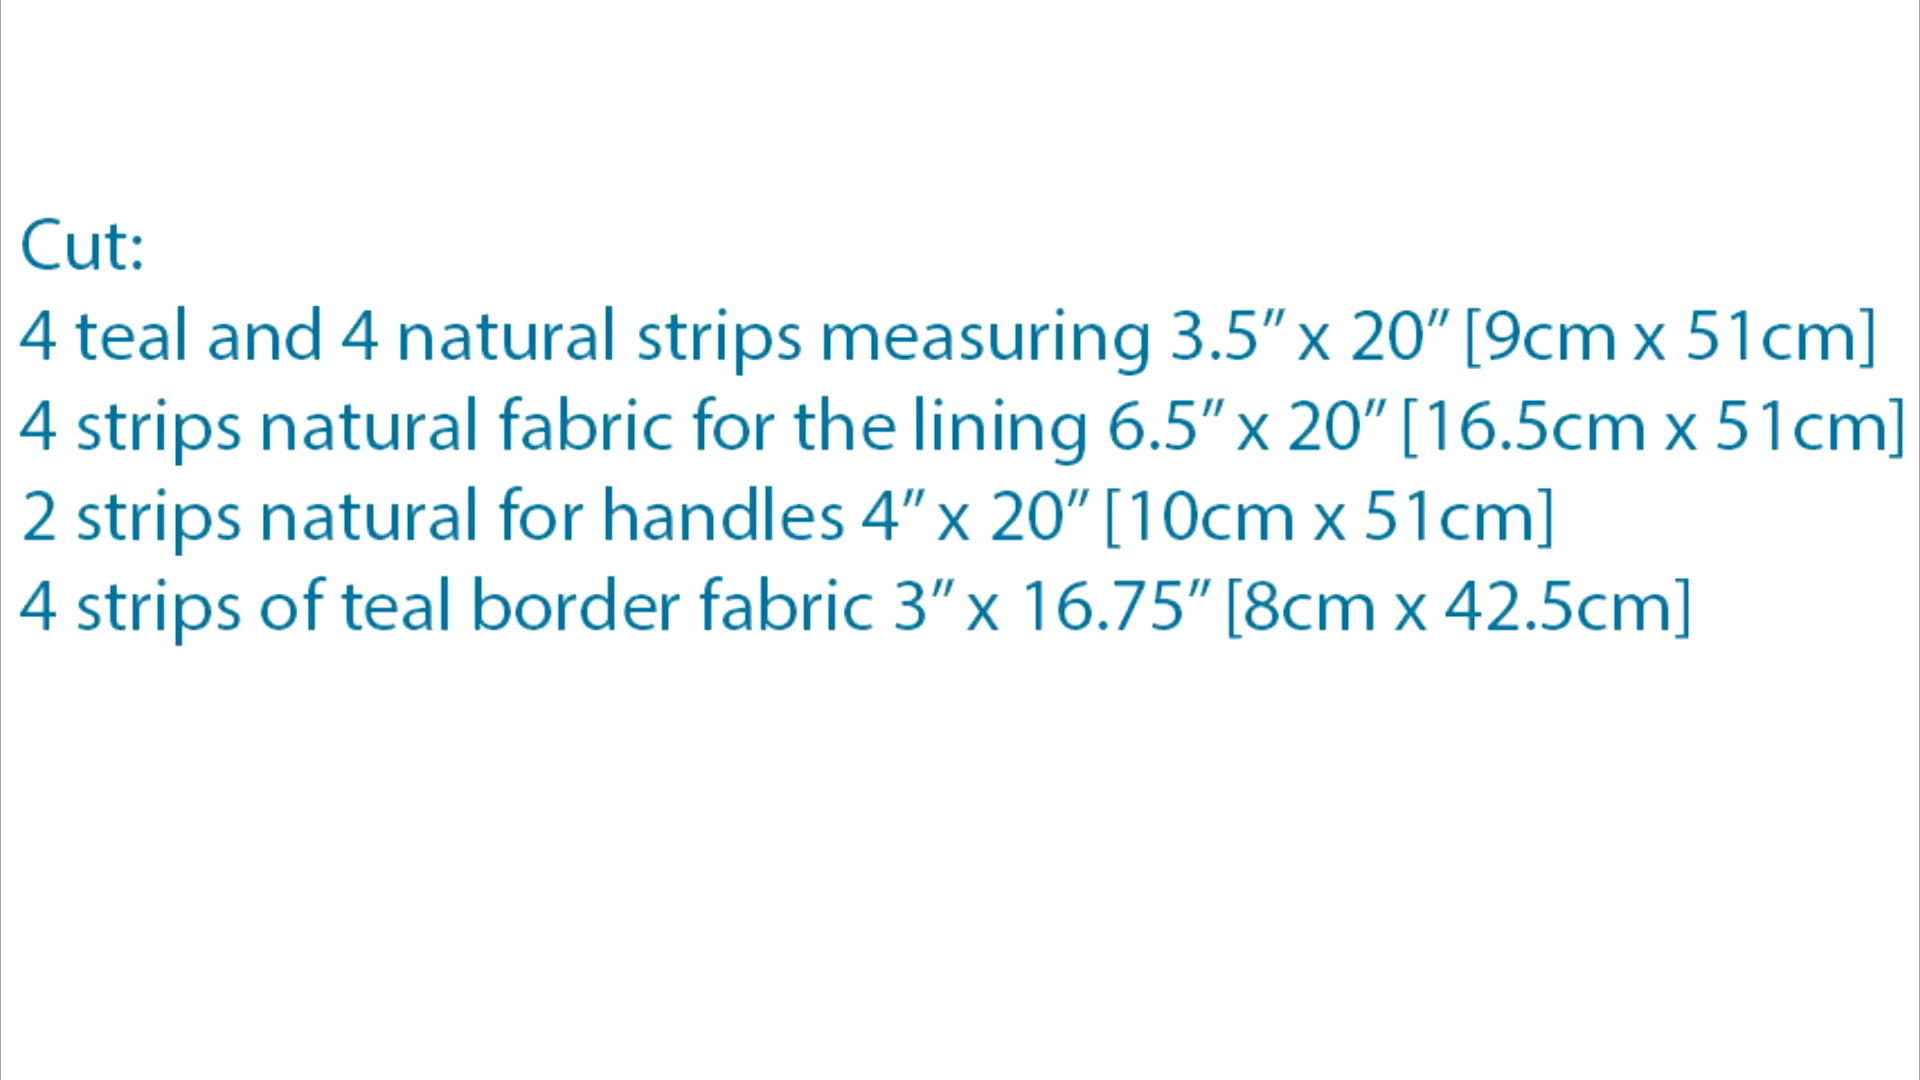 Cut:
4 teal and 4 natural strips measuring 3.5” x 20” [9cm x 51cm]
4 strips natural fabric for the lining 6.5” x 20” [16.5cm x 51cm]
2 strips natural for handles 4” x 20” [10cm x 51cm]
4 strips of teal border fabric 3” x 16.75” [8cm x 42.5cm]